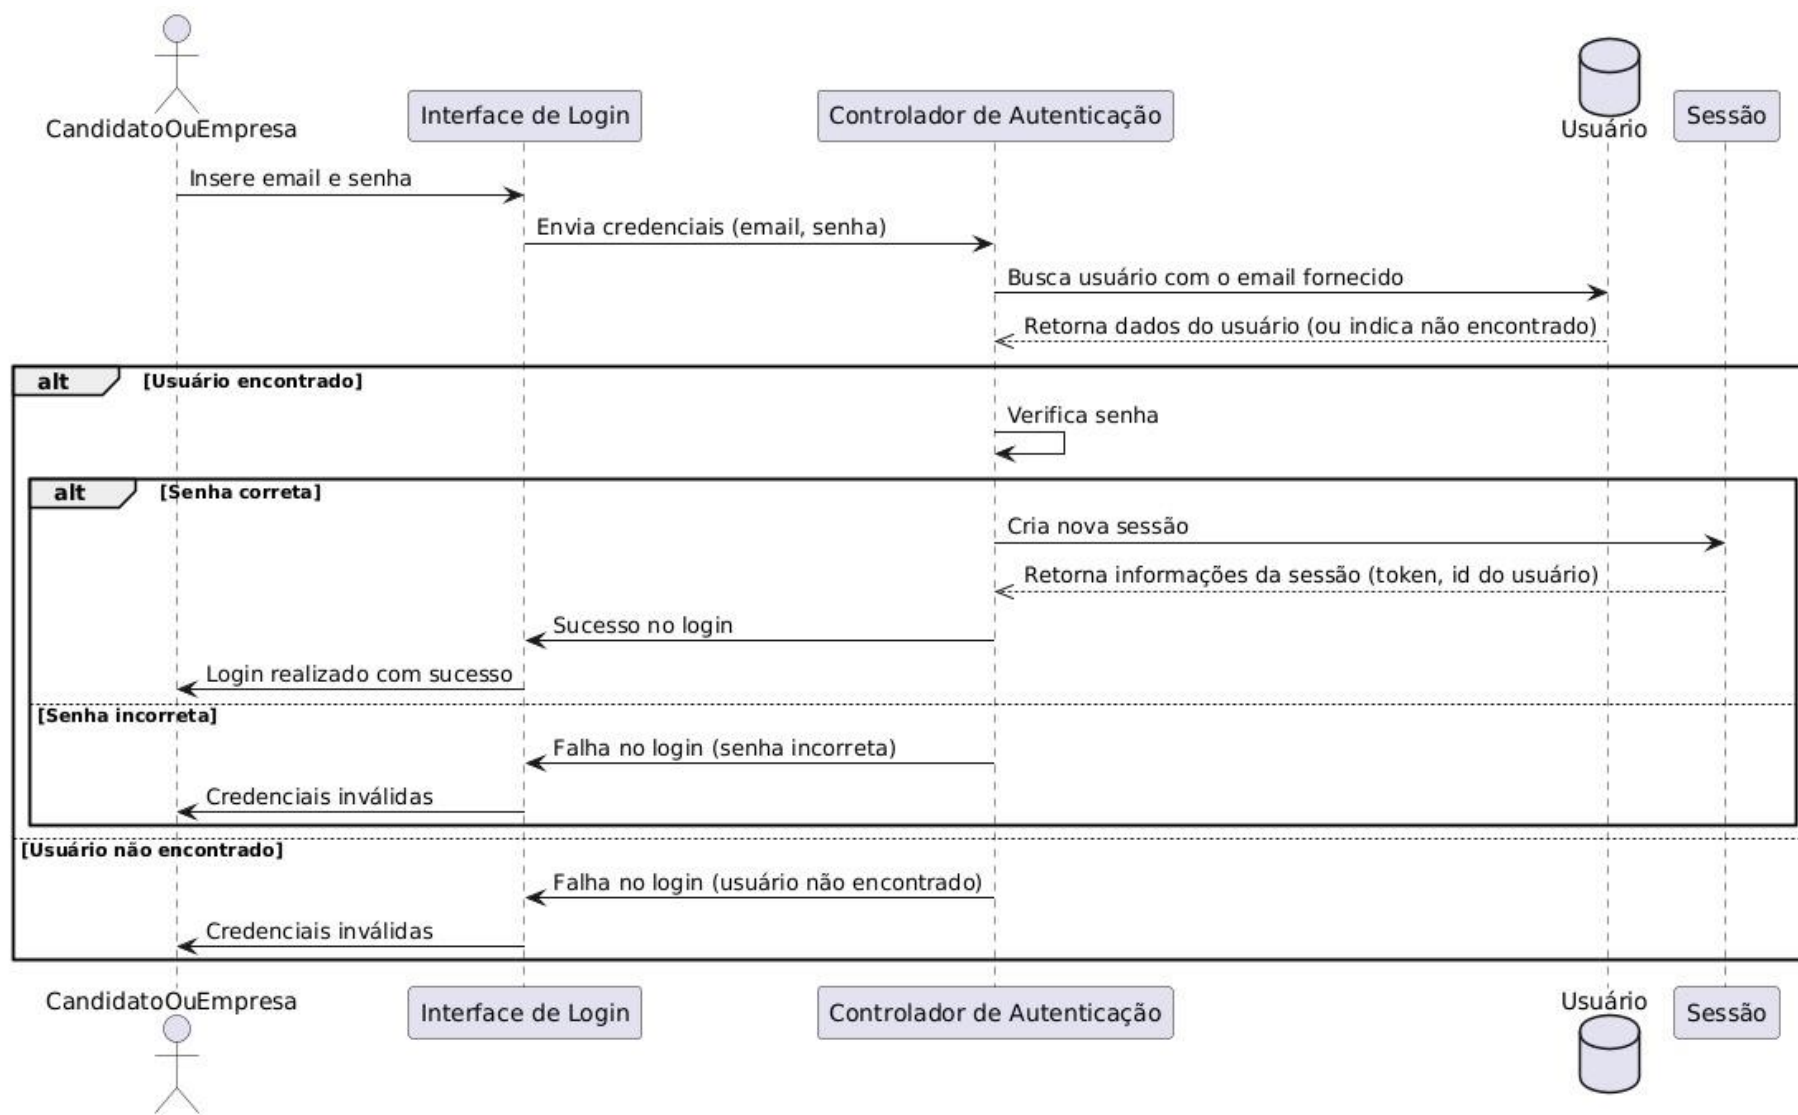 CandidatoOuEmpresa
Interface de Login
Controlador de Autenticação
Usuário
Sessão
Insere email e senha
Envia credenciais (email, senha)
Busca usuário com o email fornecido
Retorna dados do usuário (ou indica não encontrado)
alt
[Usuário encontrado]
Verifica senha
alt
[Senha correta]
Cria nova sessão
Retorna informações da sessão (token, id do usuário)
Sucesso no login
Login realizado com sucesso
[Senha incorreta]
Falha no login (senha incorreta)
Credenciais inválidas
[Usuário não encontrado]
Falha no login (usuário não encontrado)
Credenciais inválidas
CandidatoOuEmpresa
Interface de Login
Controlador de Autenticação
Usuário
Sessão